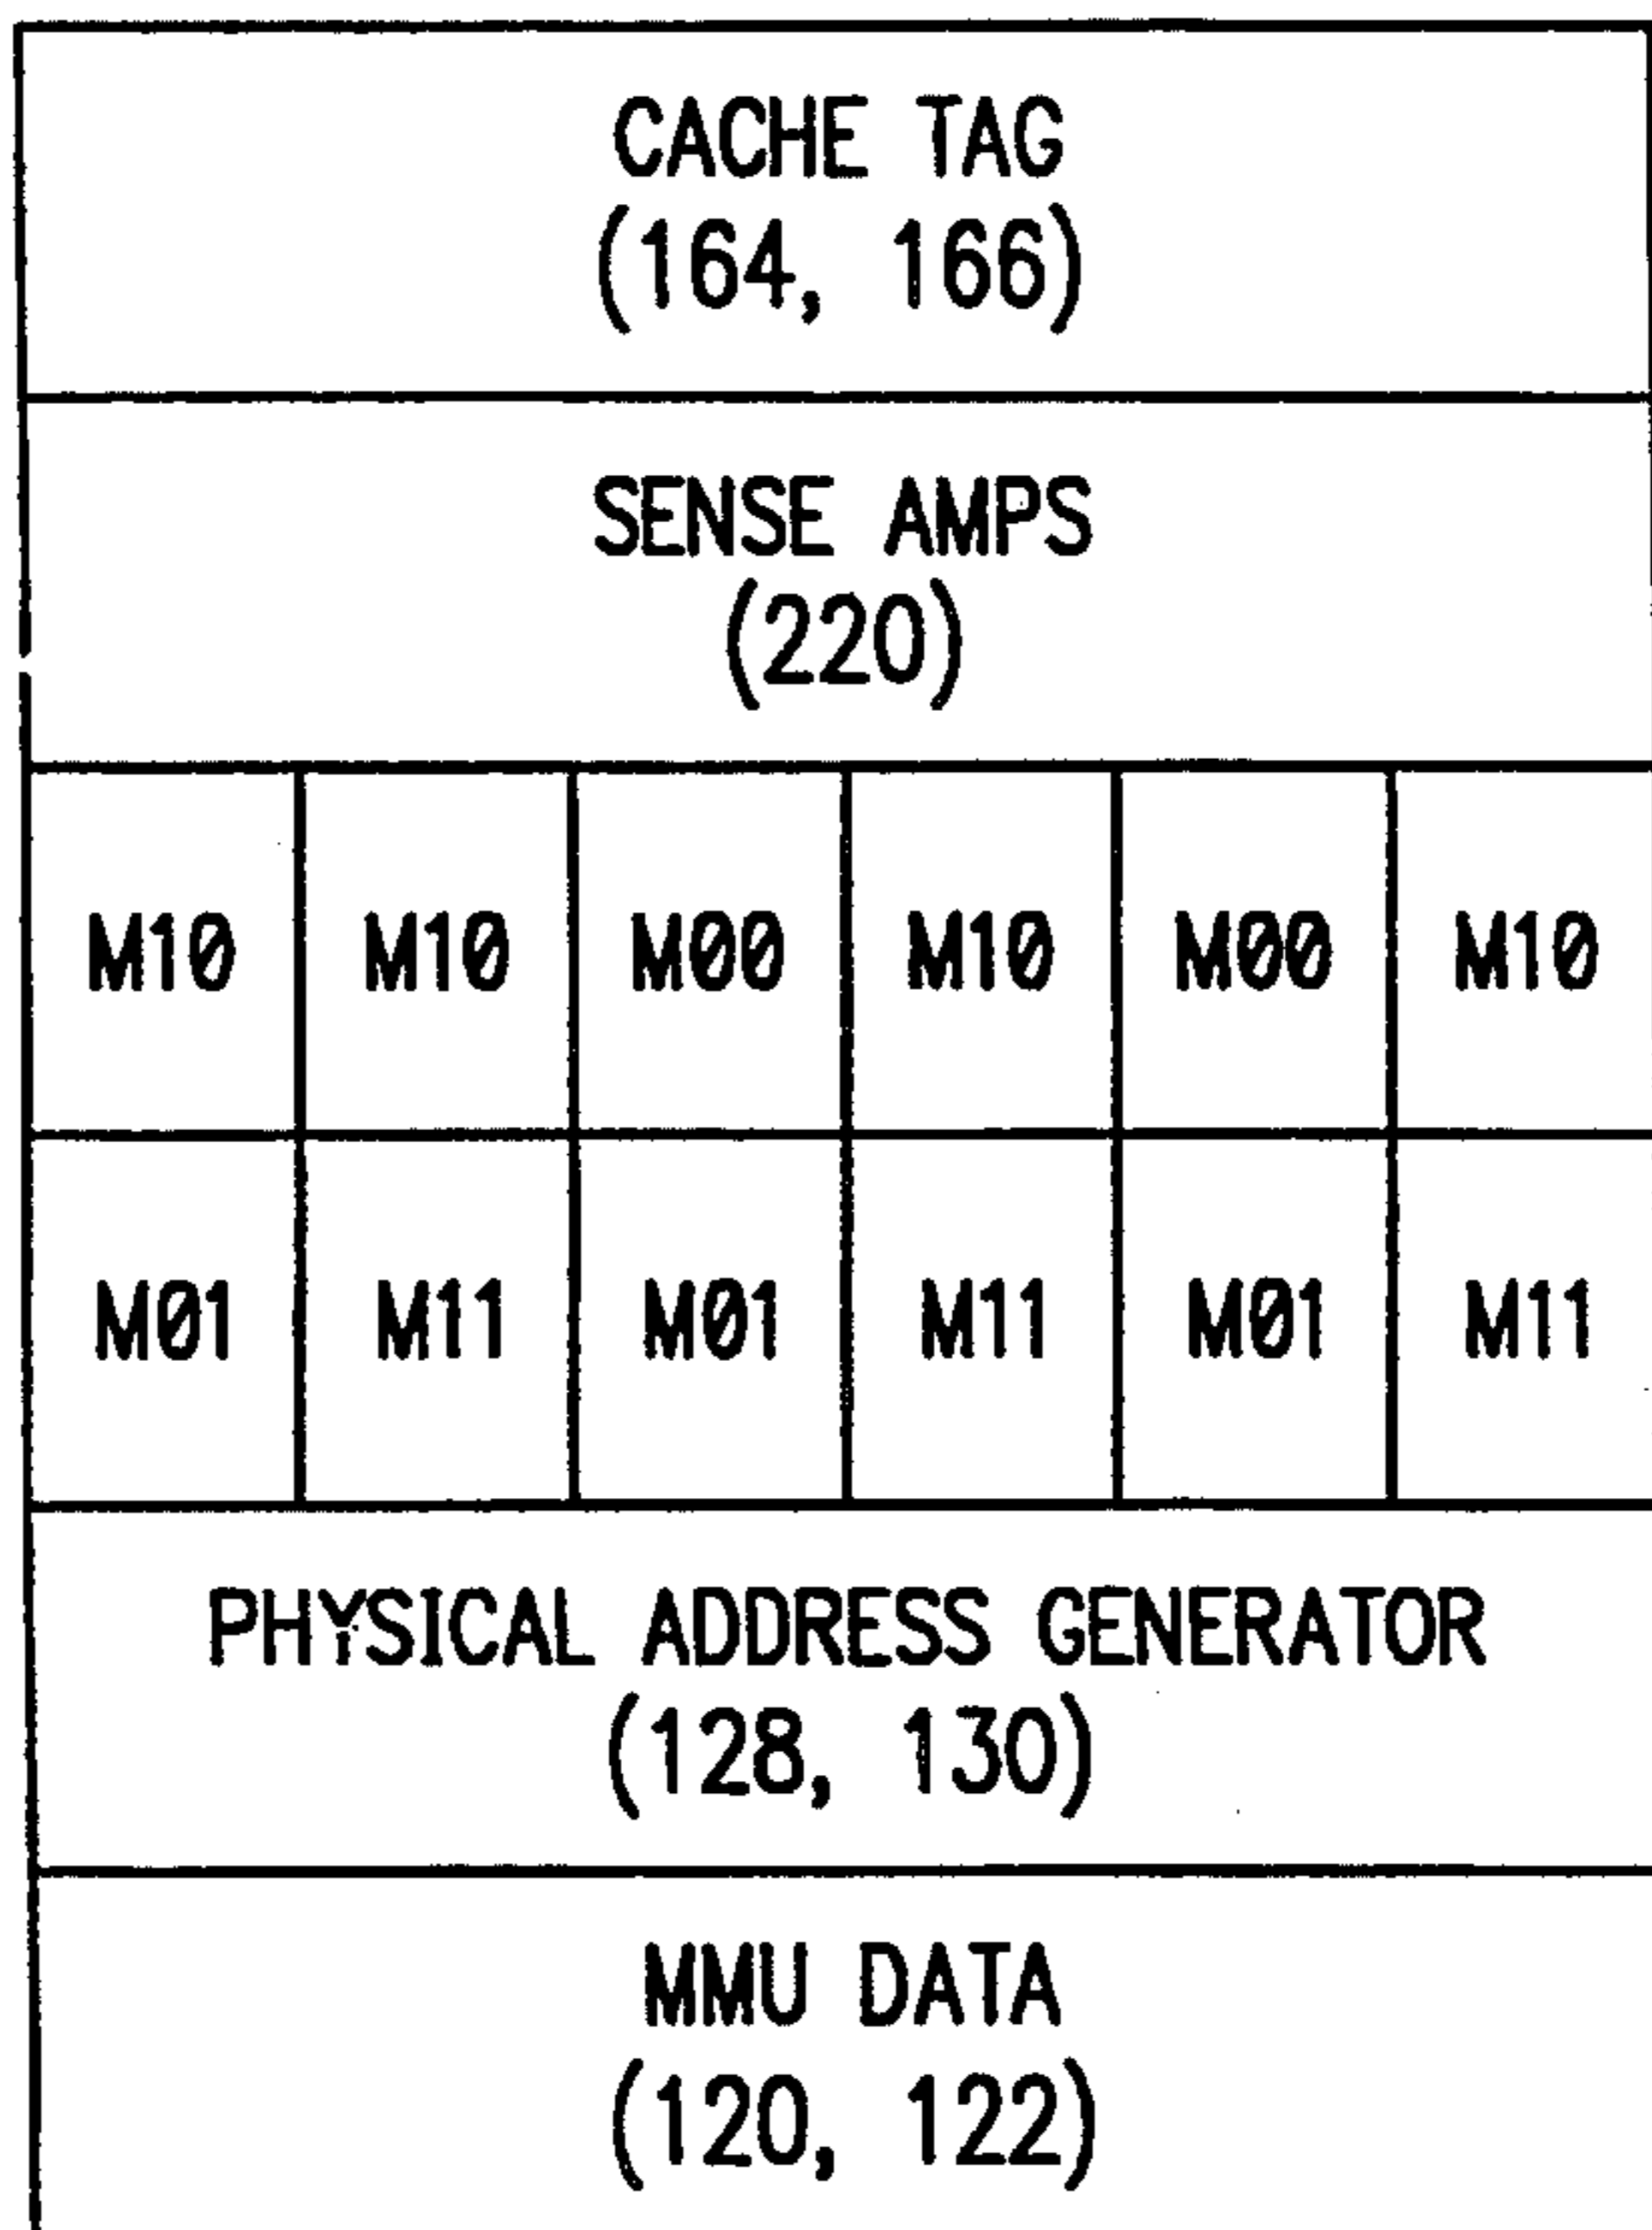 CACHE TAG
(164, 166)
SENSE AMPS
(220)
M10 M10 M00 M10 M00 M10
M01 M11 M01 M11 M01 M11
PHYSICAL ADDRESS GENERATOR
(128, 130)
MMU DATA
(120, 122)